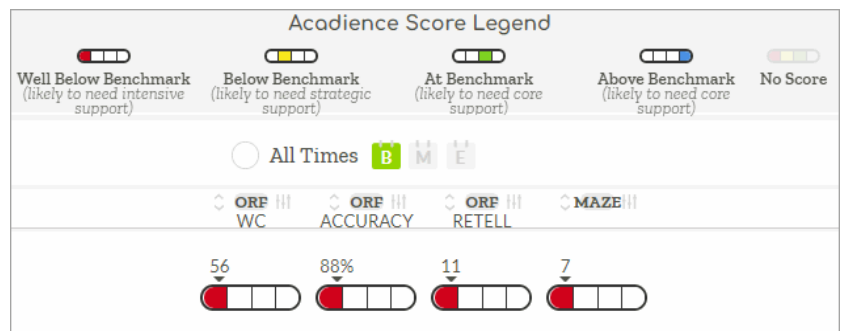 Acadience Score Legend
Well Below Benchmark
(likely to need intensive
support)
Below Benchmark
(likely to need strategic
support)
At Benchmark
(likely to need core
support)
Above Benchmark
(likely to need core
support)
No Score
All Times B M E
ORF ORF ORF MAZE
WC ACCURACY RETELL
56 88% 11 7